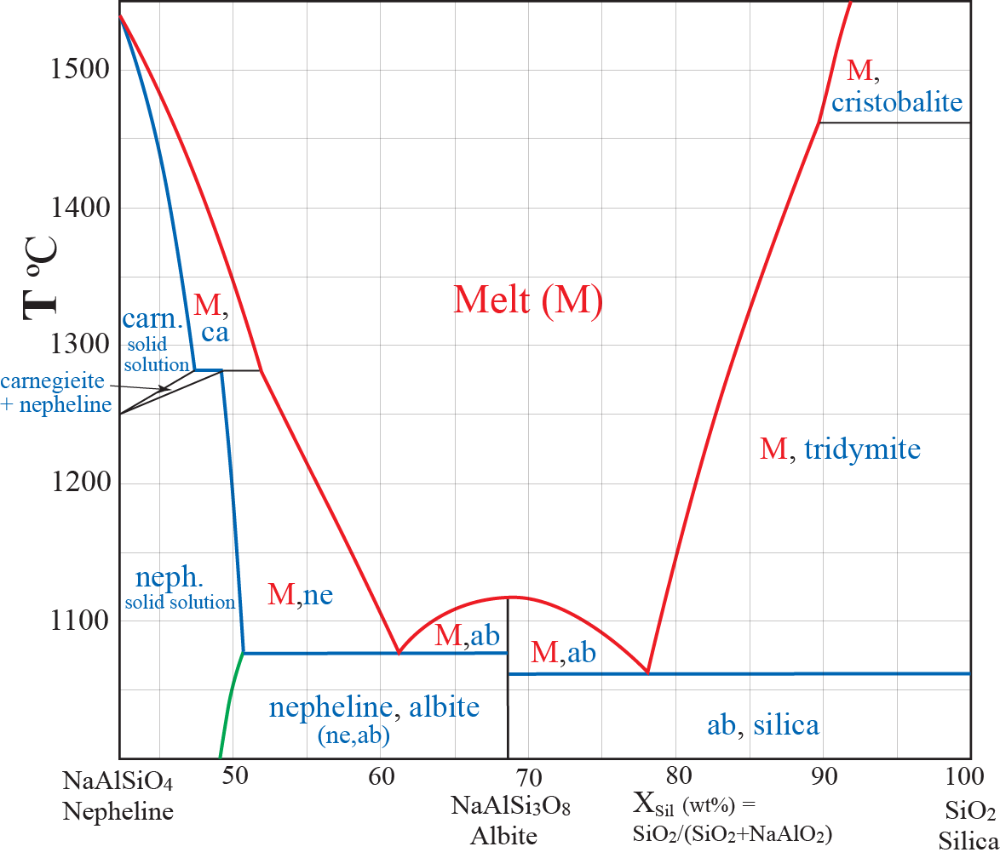 1500
M,
cristobalite
1400
T ºC
Melt (M)
M,
ca
carn.
solid
solution
1300
carnegieite
+ nepheline
M, tridymite
1200
neph.
solid solution
M,ne
1100
M,ab
M,ab
nepheline, albite
(ne,ab)
ab, silica
50 60 70 80 90 100
NaAlSiO4
Nepheline
NaAlSi3O8
Albite
XSil (wt%) =
SiO2/(SiO2+NaAlO2)
SiO2
Silica